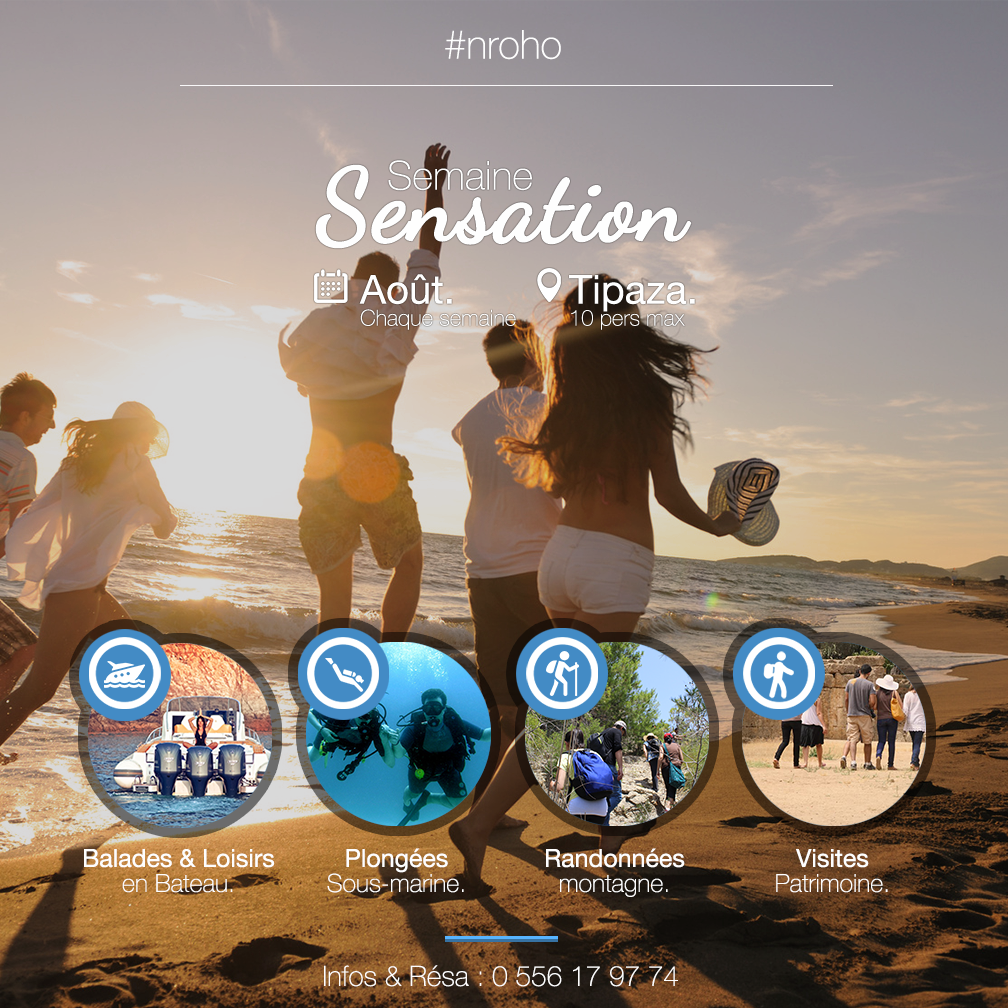 #nroho
Semaine
Sensation
Août.
Chaque semaine
Tipaza.
10 pers max
Balades & Loisirs
en Bateau.
Plongées
Sous-marine.
Randonnées
montagne.
Visites
Patrimoine.
Infos & Résa : 0 556 17 97 74